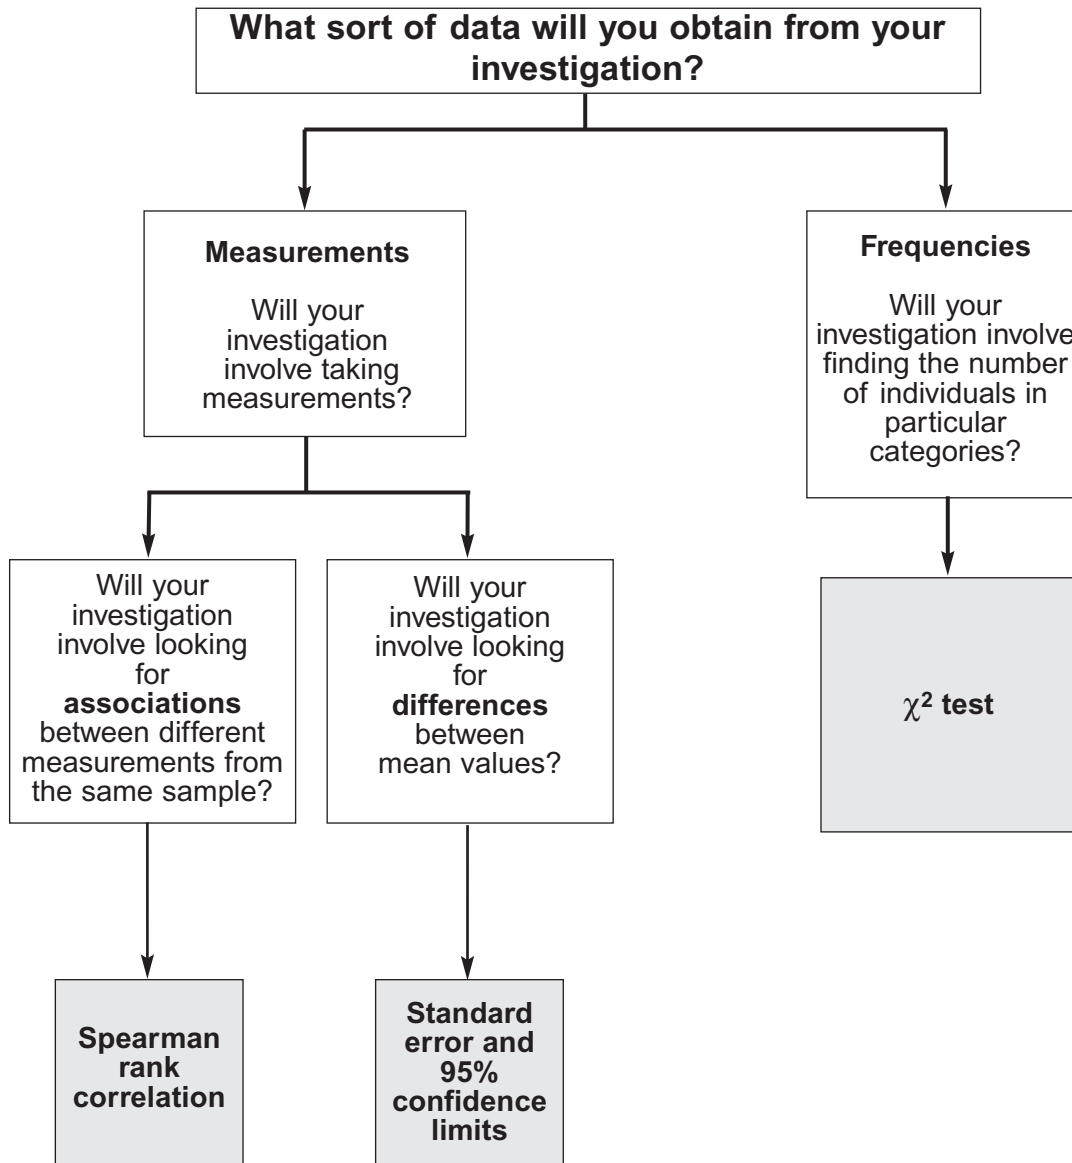 What sort of data will you obtain from your
investigation?
Measurements
Will your
investigation
involve taking
measurements?
Frequencies
Will your
investigation involve
finding the number
of individuals in
particular
categories?
Will your
investigation
involve looking
for
associations
between different
measurements from
the same sample?
Will your
investigation
involve looking
for
differences
between
mean values?
χ² test
Spearman
rank
correlation
Standard
error and
95%
confidence
limits